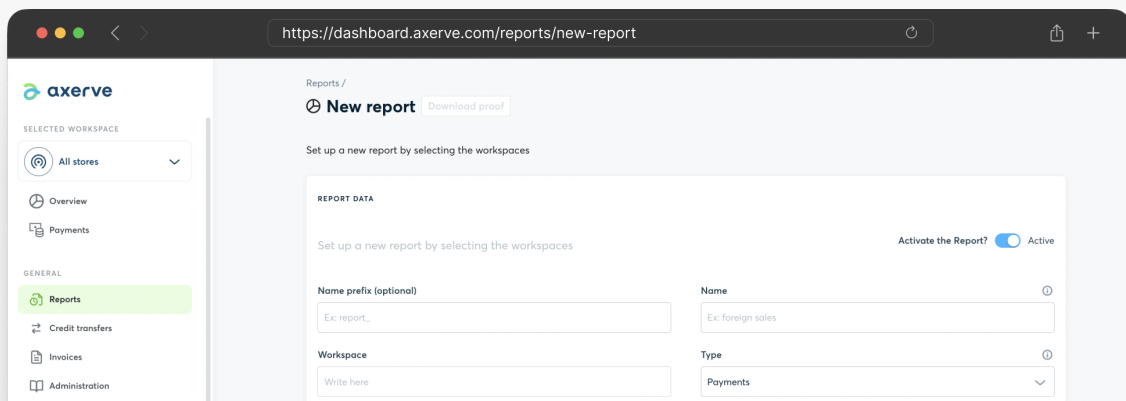 https://dashboard.axerve.com/reports/new-report
axerve
SELECTED WORKSPACE
All stores
Overview
Payments
GENERAL
Reports
Credit transfers
Invoices
Administration
Reports /
New report
Download proof
Set up a new report by selecting the workspaces
REPORT DATA
Set up a new report by selecting the workspaces
Activate the Report? Active
Name prefix (optional)
Ex: report_
Name
Ex: foreign sales
Workspace
Write here
Type
Payments